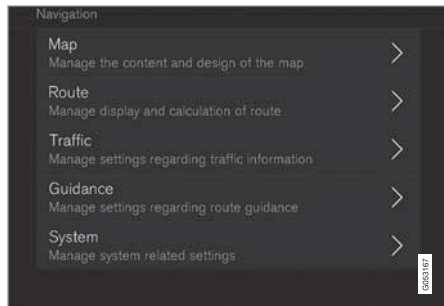 Navigation
Map
Manage the content and design of the map
Route
Manage display and calculation of route
Traffic
Manage settings regarding traffic information
Guidance
Manage settings regarding route guidance
System
Manage system related settings
G053167